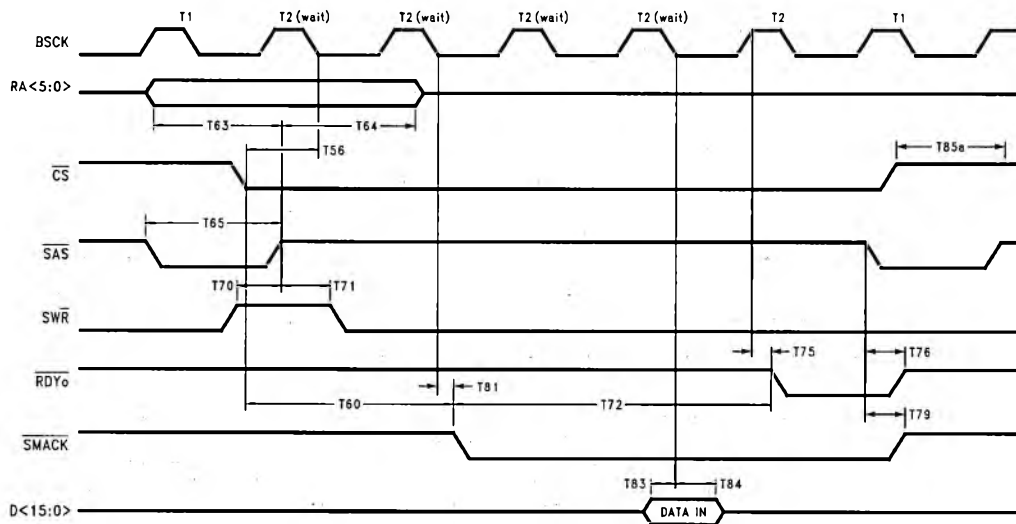 T1 T2 (wait) T2 (wait) T2 (wait) T2 (wait) T2 T1
BSCK
RA<5:0>
T63 T64
T56 T85a
CS
T65
SAS
T70 T71
SWR
T75 T76
RDYo
T81
T60 T72
T79
SMACK
T83 T84
D<15:0> DATA IN